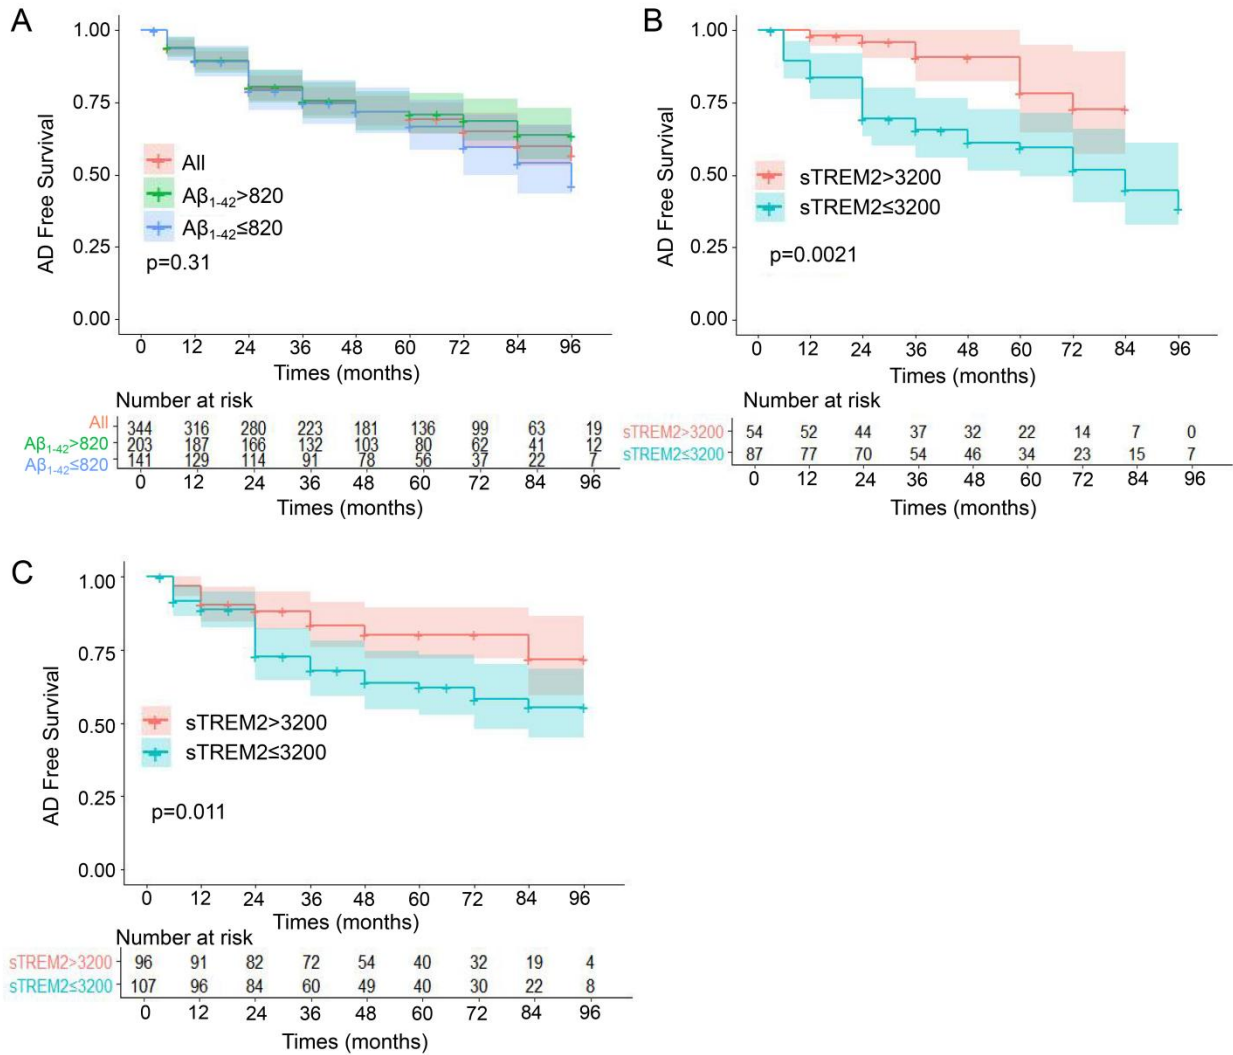 A
AD Free Survival
1.00
0.75
0.50
0.25
0.00
All
Aβ1-42>820
Aβ1-42≤820
p=0.31
0 12 24 36 48 60 72 84 96
Times (months)
Number at risk
All 344 316 280 223 181 136 99 63 19
Aβ1-42>820 203 187 166 132 103 80 62 41 12
Aβ1-42≤820 141 129 114 91 78 56 37 22 7
0 12 24 36 48 60 72 84 96
Times (months)
B
AD Free Survival
1.00
0.75
0.50
0.25
0.00
sTREM2>3200
sTREM2≤3200
p=0.0021
0 12 24 36 48 60 72 84 96
Times (months)
Number at risk
sTREM2>3200 54 52 44 37 32 22 14 7 0
sTREM2≤3200 87 77 70 54 46 34 23 15 7
0 12 24 36 48 60 72 84 96
Times (months)
C
AD Free Survival
1.00
0.75
0.50
0.25
0.00
sTREM2>3200
sTREM2≤3200
p=0.011
0 12 24 36 48 60 72 84 96
Times (months)
Number at risk
sTREM2>3200 96 91 82 72 54 40 32 19 4
sTREM2≤3200 107 96 84 60 49 40 30 22 8
0 12 24 36 48 60 72 84 96
Times (months)